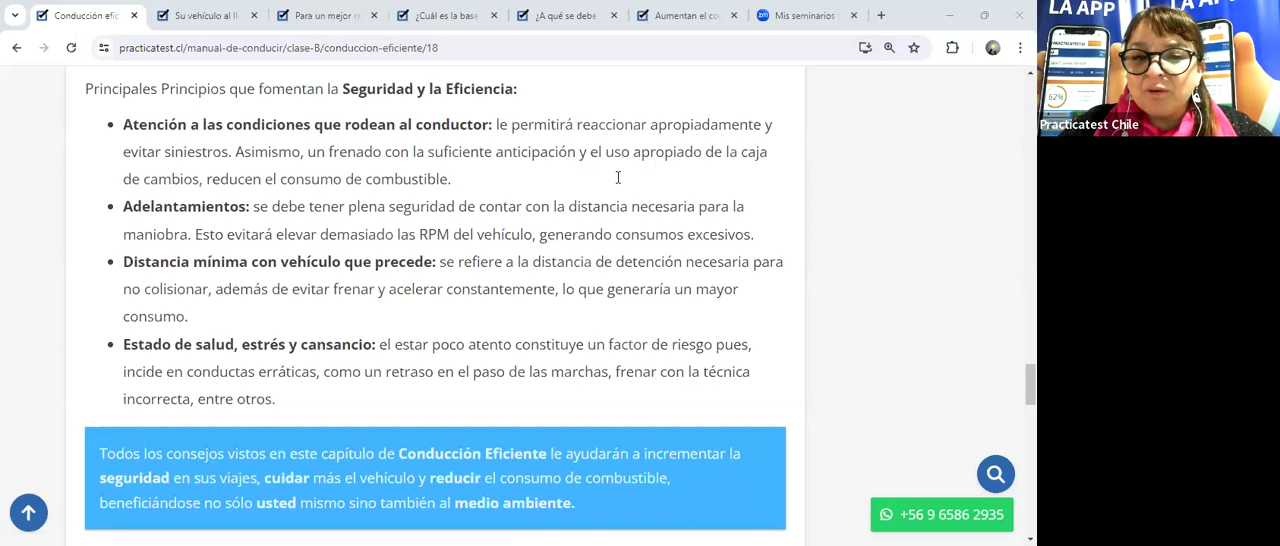 Conducción efic
Su vehículo al ll
Para un mejor re
¿Cuál es la base
¿A qué se debe
Aumentan el co
Mis seminarios
practicatest.cl/manual-de-conducir/clase-B/conduccion-eficiente/18
LA APP
LA AP
62%
Practicatest Chile
Principales Principios que fomentan la Seguridad y la Eficiencia:
• Atención a las condiciones que rodean al conductor: le permitirá reaccionar apropiadamente y
evitar siniestros. Asimismo, un frenado con la suficiente anticipación y el uso apropiado de la caja
de cambios, reducen el consumo de combustible.
• Adelantamientos: se debe tener plena seguridad de contar con la distancia necesaria para la
maniobra. Esto evitará elevar demasiado las RPM del vehículo, generando consumos excesivos.
• Distancia mínima con vehículo que precede: se refiere a la distancia de detención necesaria para
no colisionar, además de evitar frenar y acelerar constantemente, lo que generaría un mayor
consumo.
• Estado de salud, estrés y cansancio: el estar poco atento constituye un factor de riesgo pues,
incide en conductas erráticas, como un retraso en el paso de las marchas, frenar con la técnica
incorrecta, entre otros.
Todos los consejos vistos en este capítulo de Conducción Eficiente le ayudarán a incrementar la
seguridad en sus viajes, cuidar más el vehículo y reducir el consumo de combustible,
beneficiándose no sólo usted mismo sino también al medio ambiente.
+56 9 6586 2935